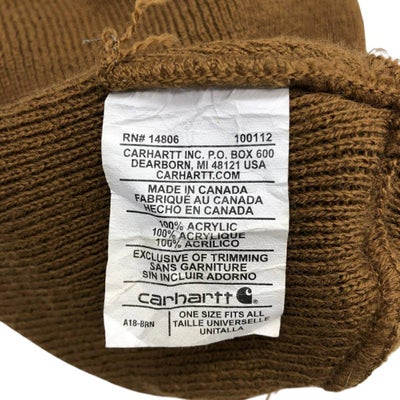 RN# 14806 100112
CARHARTT INC. P.O. BOX 600
DEARBORN, MI 48121 USA
CARHARTT.COM
MADE IN CANADA
FABRIQUÉ AU CANADA
HECHO EN CANADA
100% ACRYLIC
100% ACRYLIQUE
100% ACRÍLICO
EXCLUSIVE OF TRIMMING
SANS GARNITURE
SIN INCLUIR ADORNO
carhartt
A18-BRN
ONE SIZE FITS ALL
TAILLE UNIVERSELLE
UNITALLA